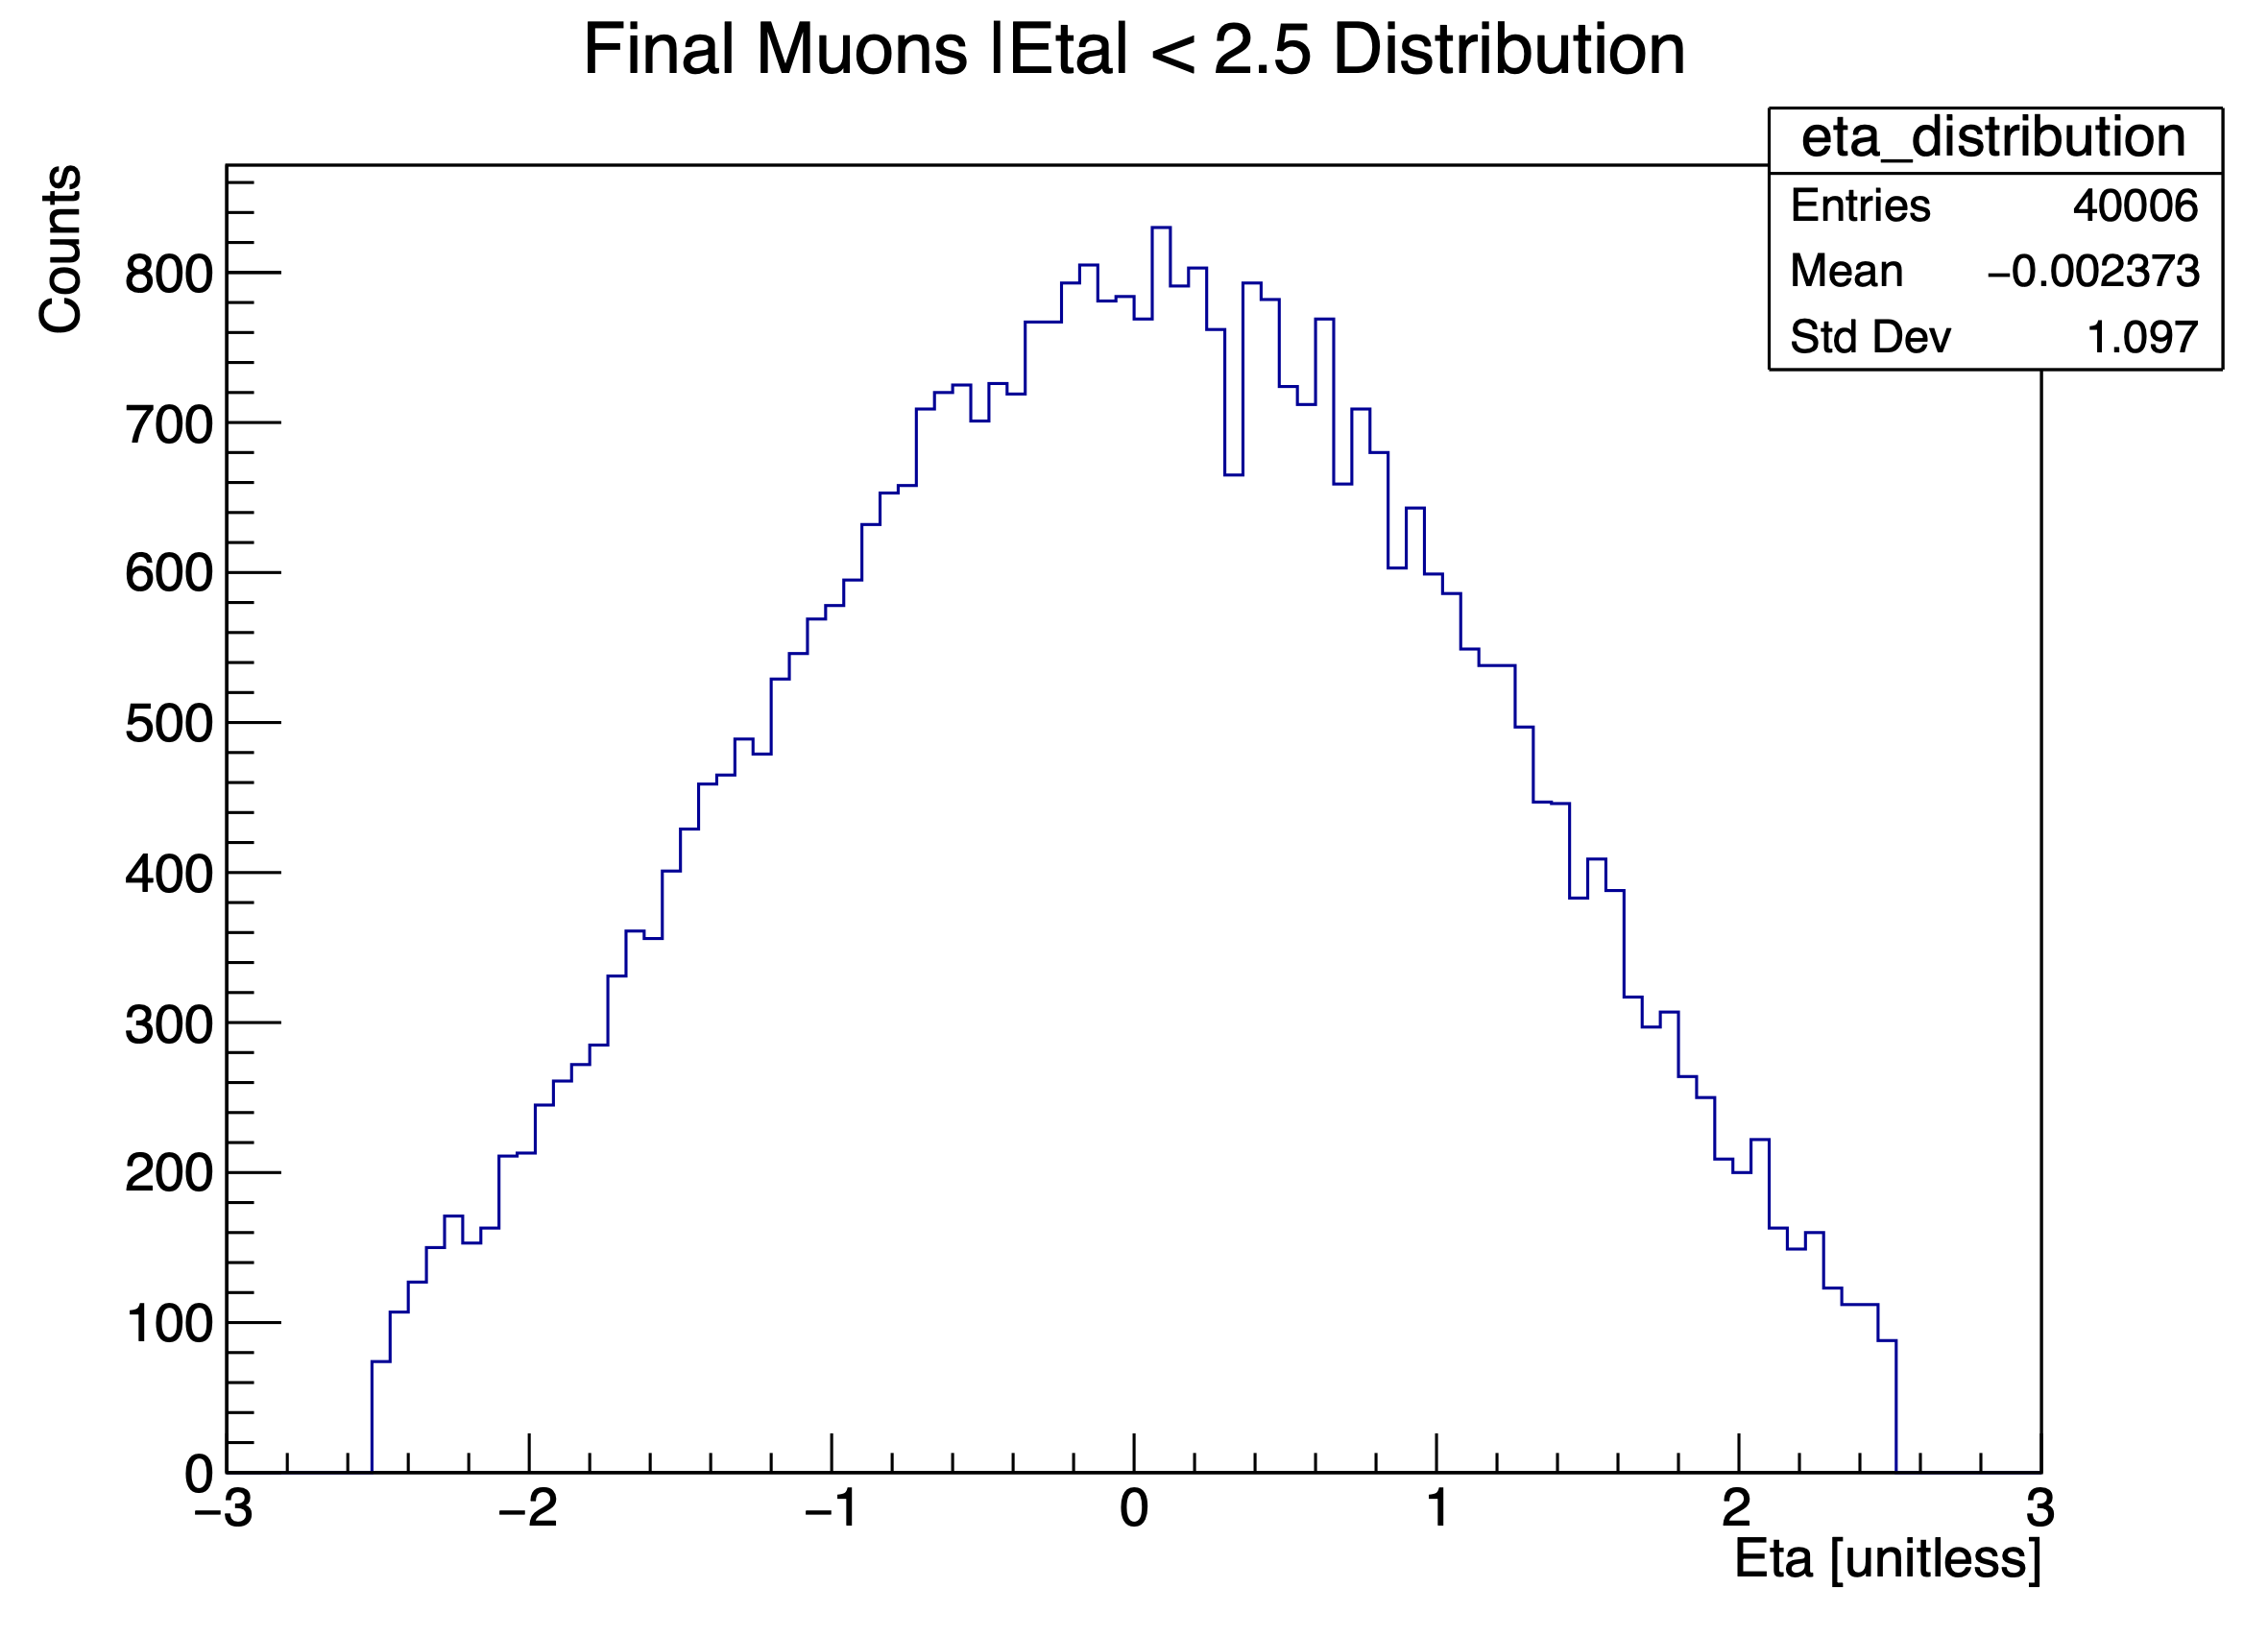 Final Muons |Eta| < 2.5 Distribution
eta_distribution
Entries 40006
Mean −0.002373
Std Dev 1.097
Counts
800
700
600
500
400
300
200
100
0
−3 −2 −1 0 1 2 3
Eta [unitless]